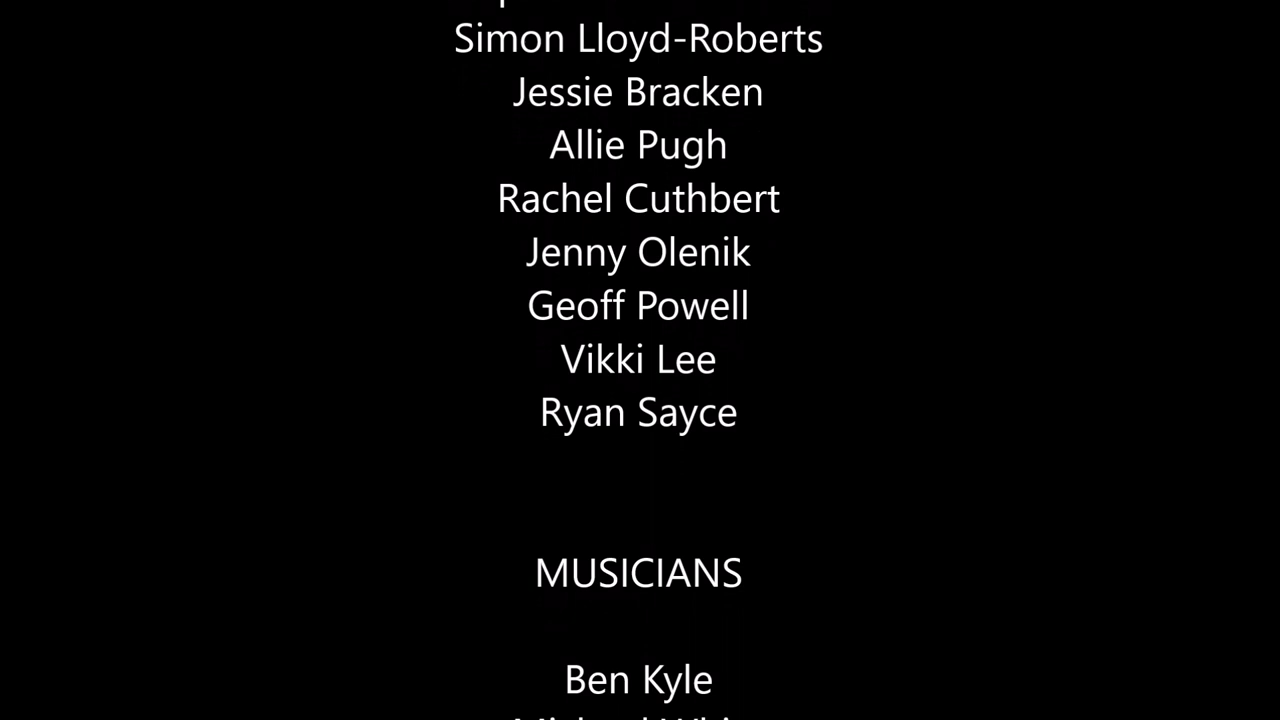 Simon Lloyd-Roberts
Jessie Bracken
Allie Pugh
Rachel Cuthbert
Jenny Olenik
Geoff Powell
Vikki Lee
Ryan Sayce
MUSICIANS
Ben Kyle